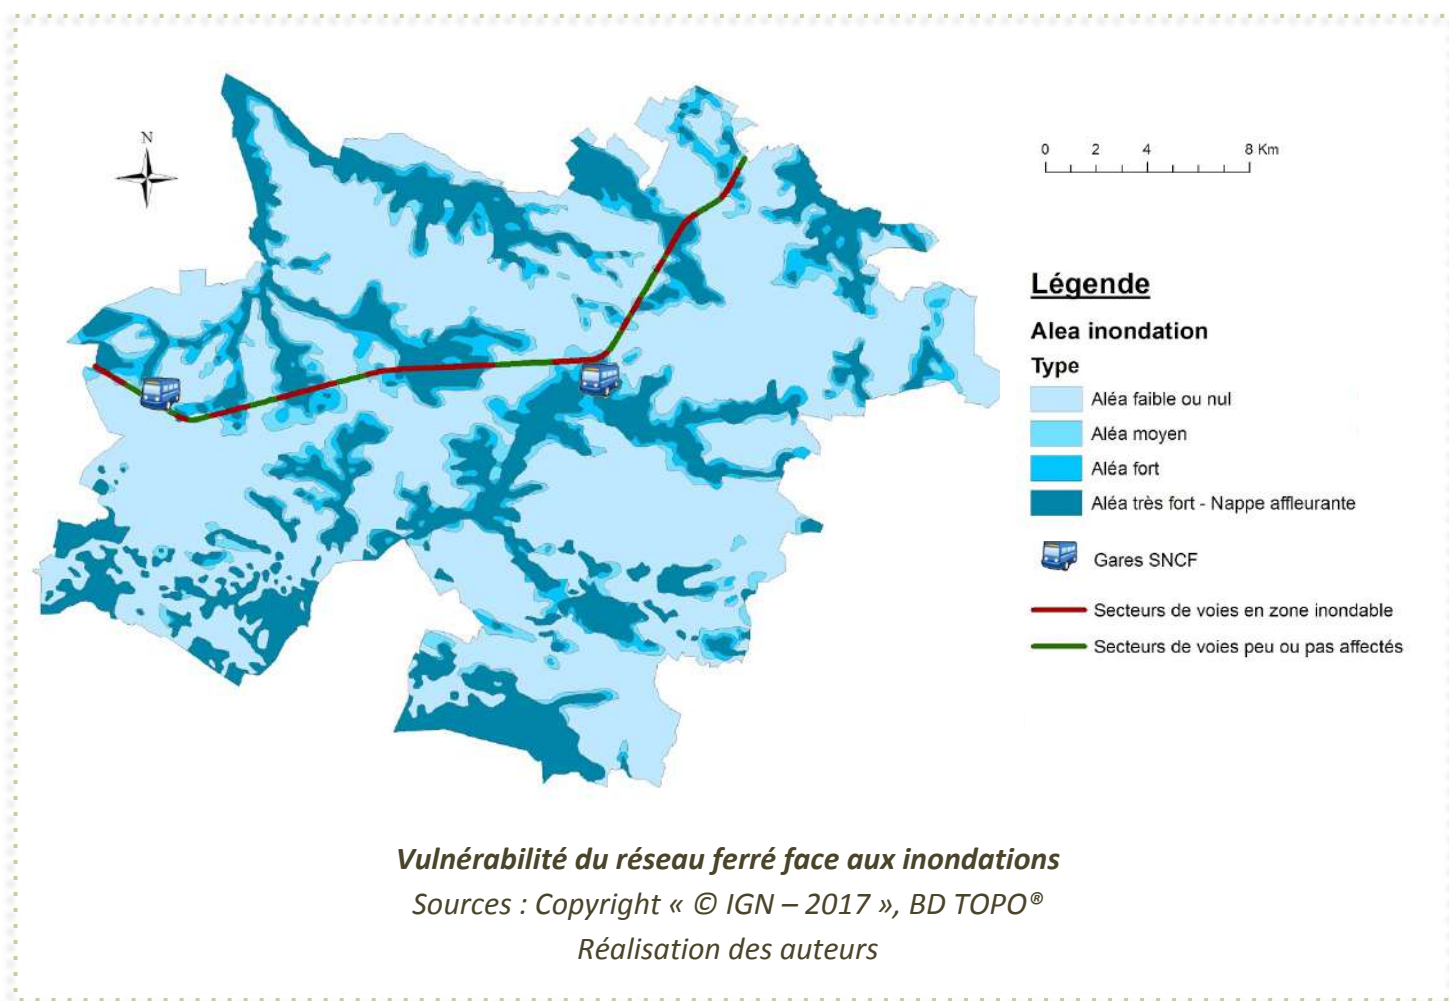 N
0 2 4 8 Km
Légende
Alea inondation
Type
Aléa faible ou nul
Aléa moyen
Aléa fort
Aléa très fort - Nappe affleurante
Gares SNCF
Secteurs de voies en zone inondable
Secteurs de voies peu ou pas affectés
Vulnérabilité du réseau ferré face aux inondations
Sources : Copyright « © IGN – 2017 », BD TOPO®
Réalisation des auteurs